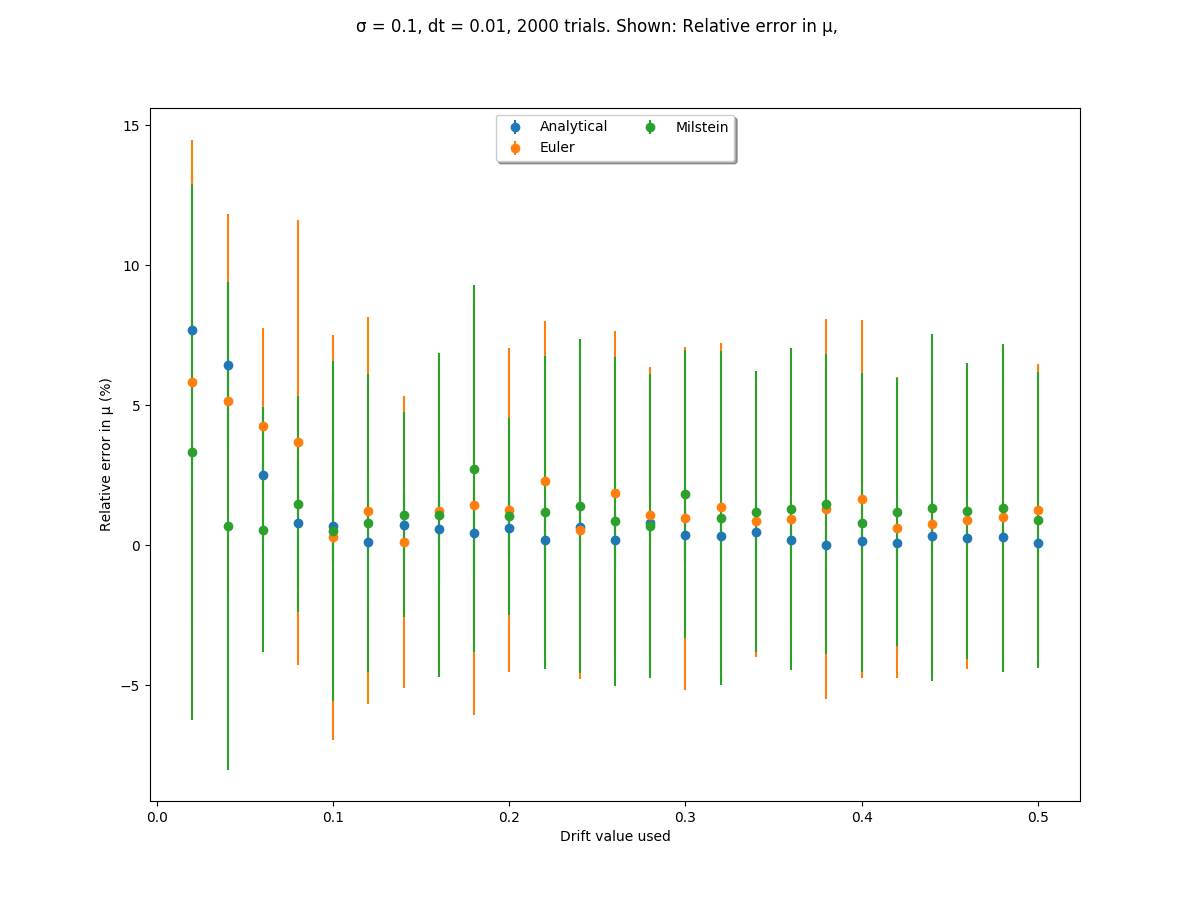 σ = 0.1, dt = 0.01, 2000 trials. Shown: Relative error in μ,
Analytical
Euler
Milstein
15
10
5
0
−5
Relative error in μ (%)
0.0 0.1 0.2 0.3 0.4 0.5
Drift value used